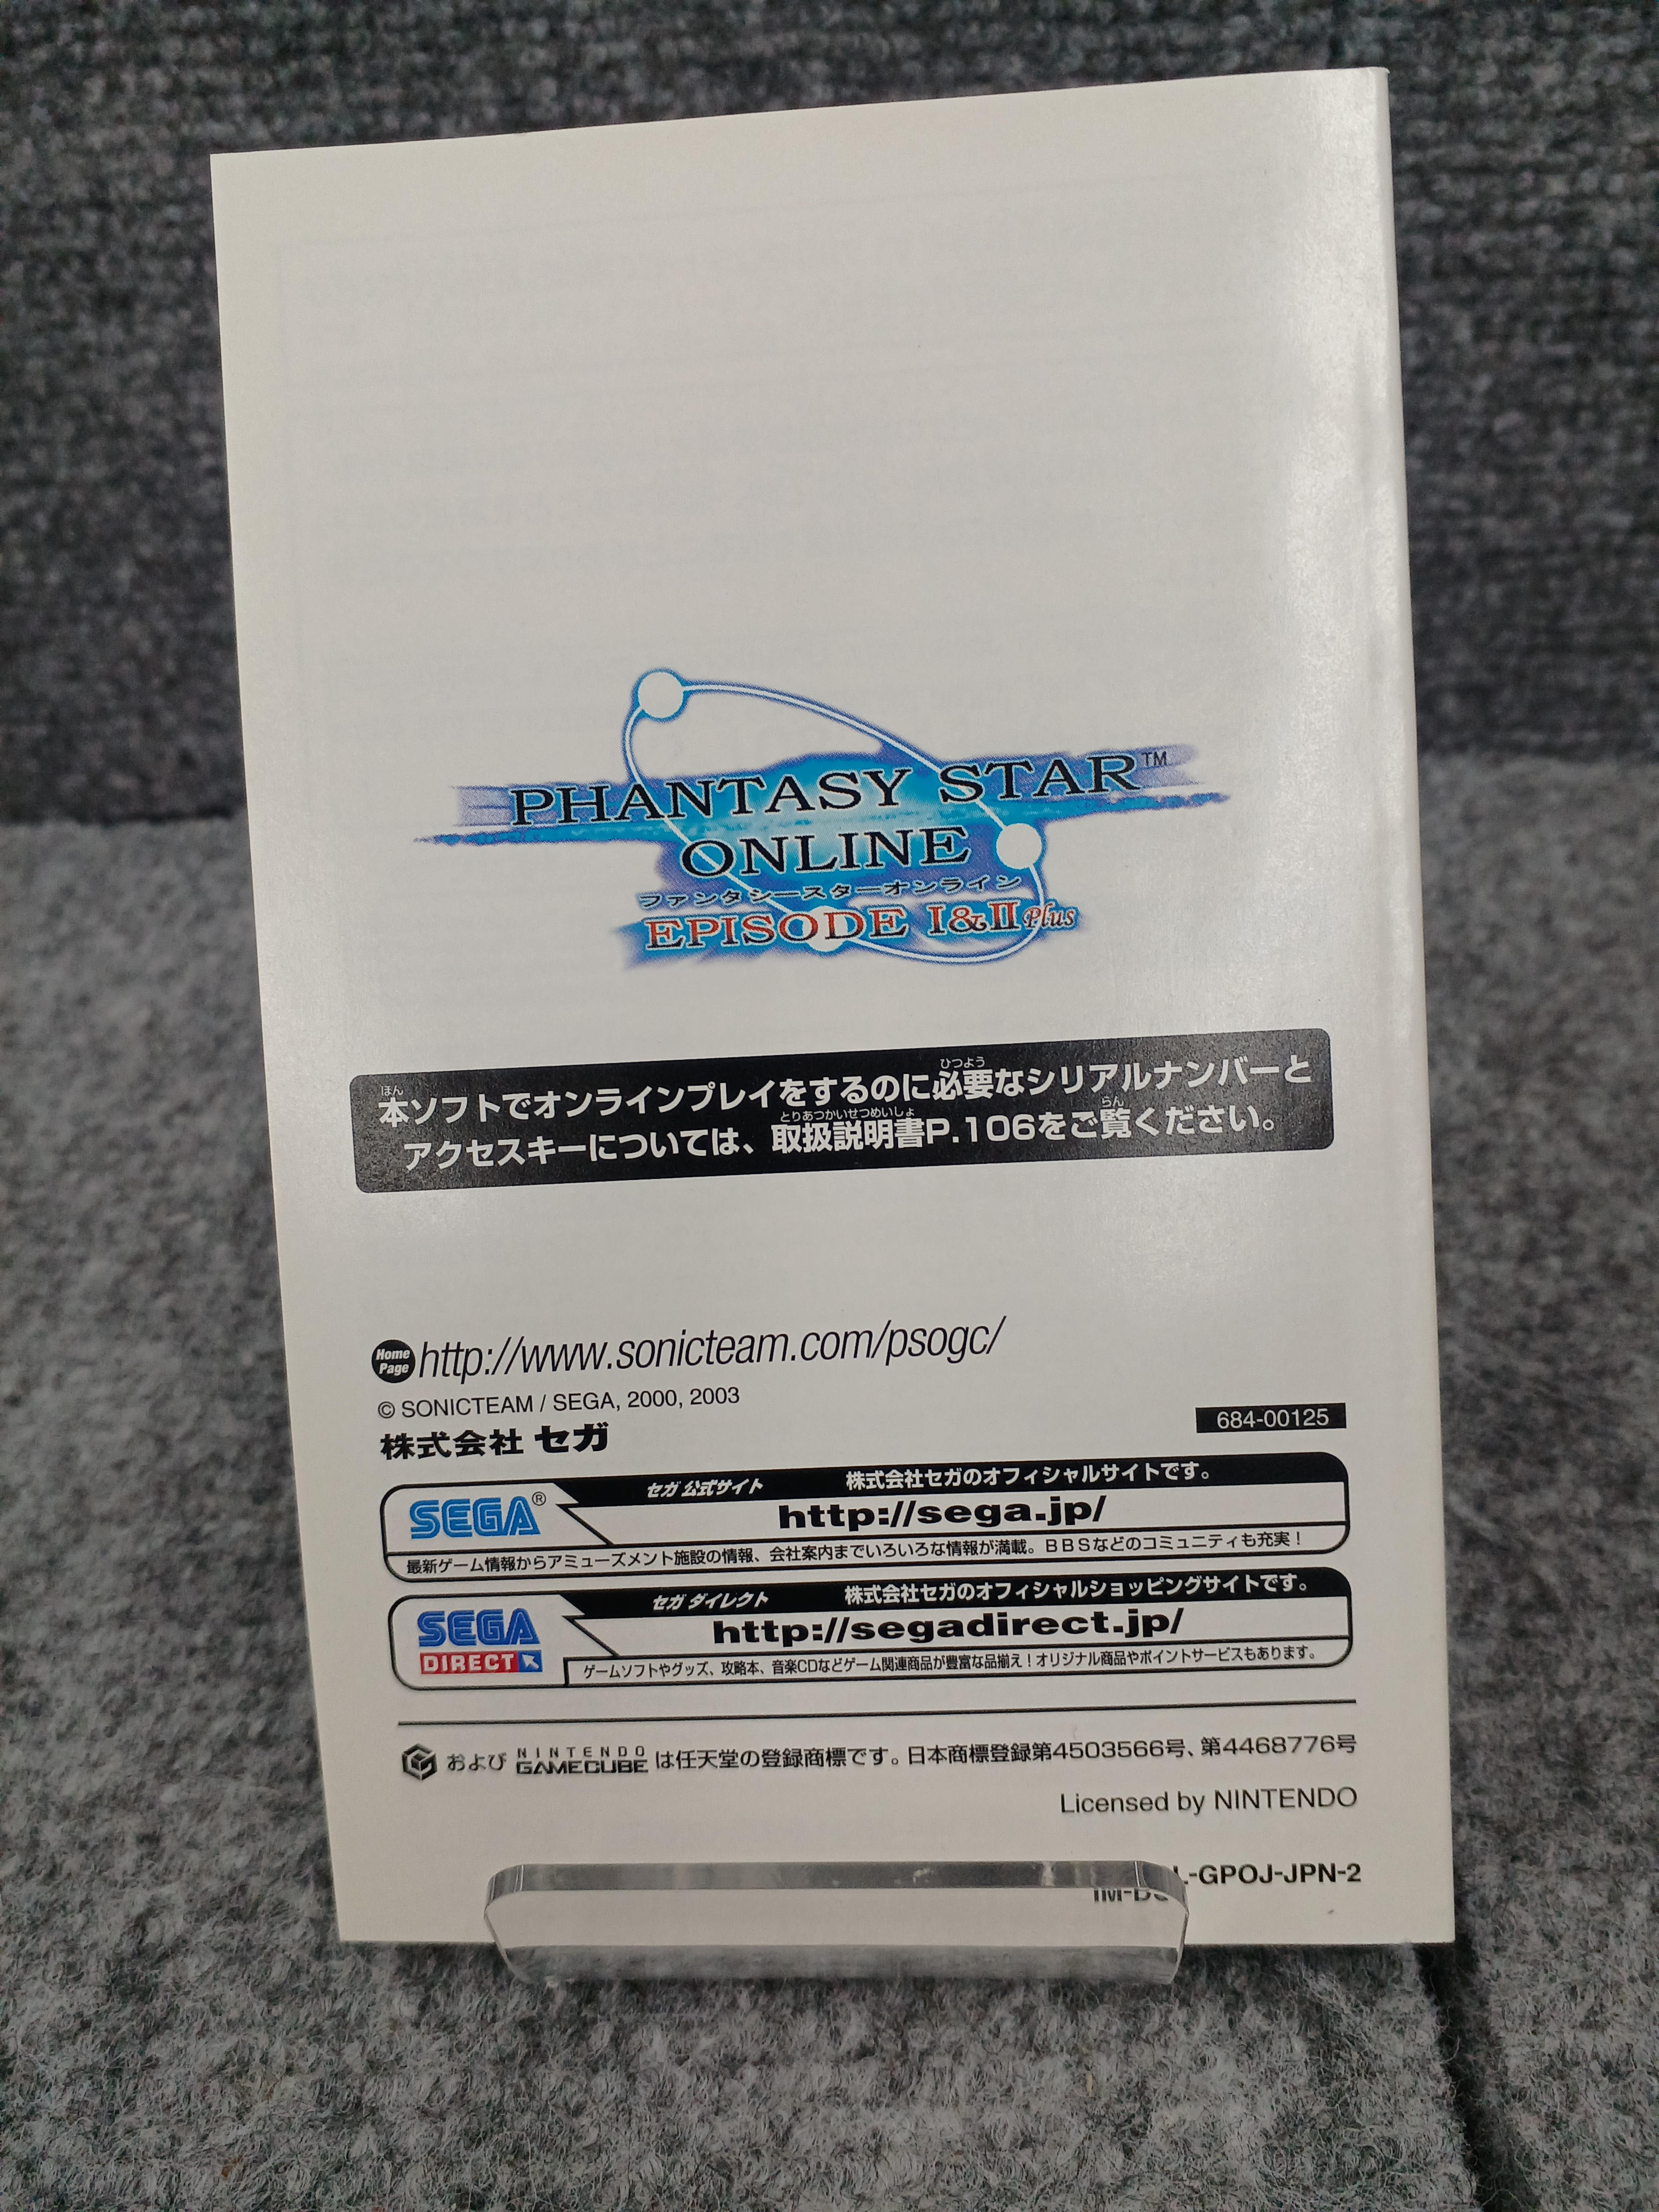 PHANTASY STAR™
ONLINE
ファンタシースターオンライン
EPISODE I&II Plus
本ソフトでオンラインプレイをするのに必要なシリアルナンバーと
アクセスキーについては、取扱説明書P.106をご覧ください。
Home Page http://www.sonicteam.com/psogc/
© SONICTEAM / SEGA, 2000, 2003
684-00125
株式会社 セガ
セガ 公式サイト 株式会社セガのオフィシャルサイトです。
SEGA® http://sega.jp/
最新ゲーム情報からアミューズメント施設の情報、会社案内までいろいろな情報が満載。BBSなどのコミュニティも充実！
セガ ダイレクト 株式会社セガのオフィシャルショッピングサイトです。
SEGA DIRECT http://segadirect.jp/
ゲームソフトやグッズ、攻略本、音楽CDなどゲーム関連商品が豊富な品揃え！オリジナル商品やポイントサービスもあります。
および NINTENDO GAMECUBE は任天堂の登録商標です。日本商標登録第4503566号、第4468776号
Licensed by NINTENDO
L-GPOJ-JPN-2